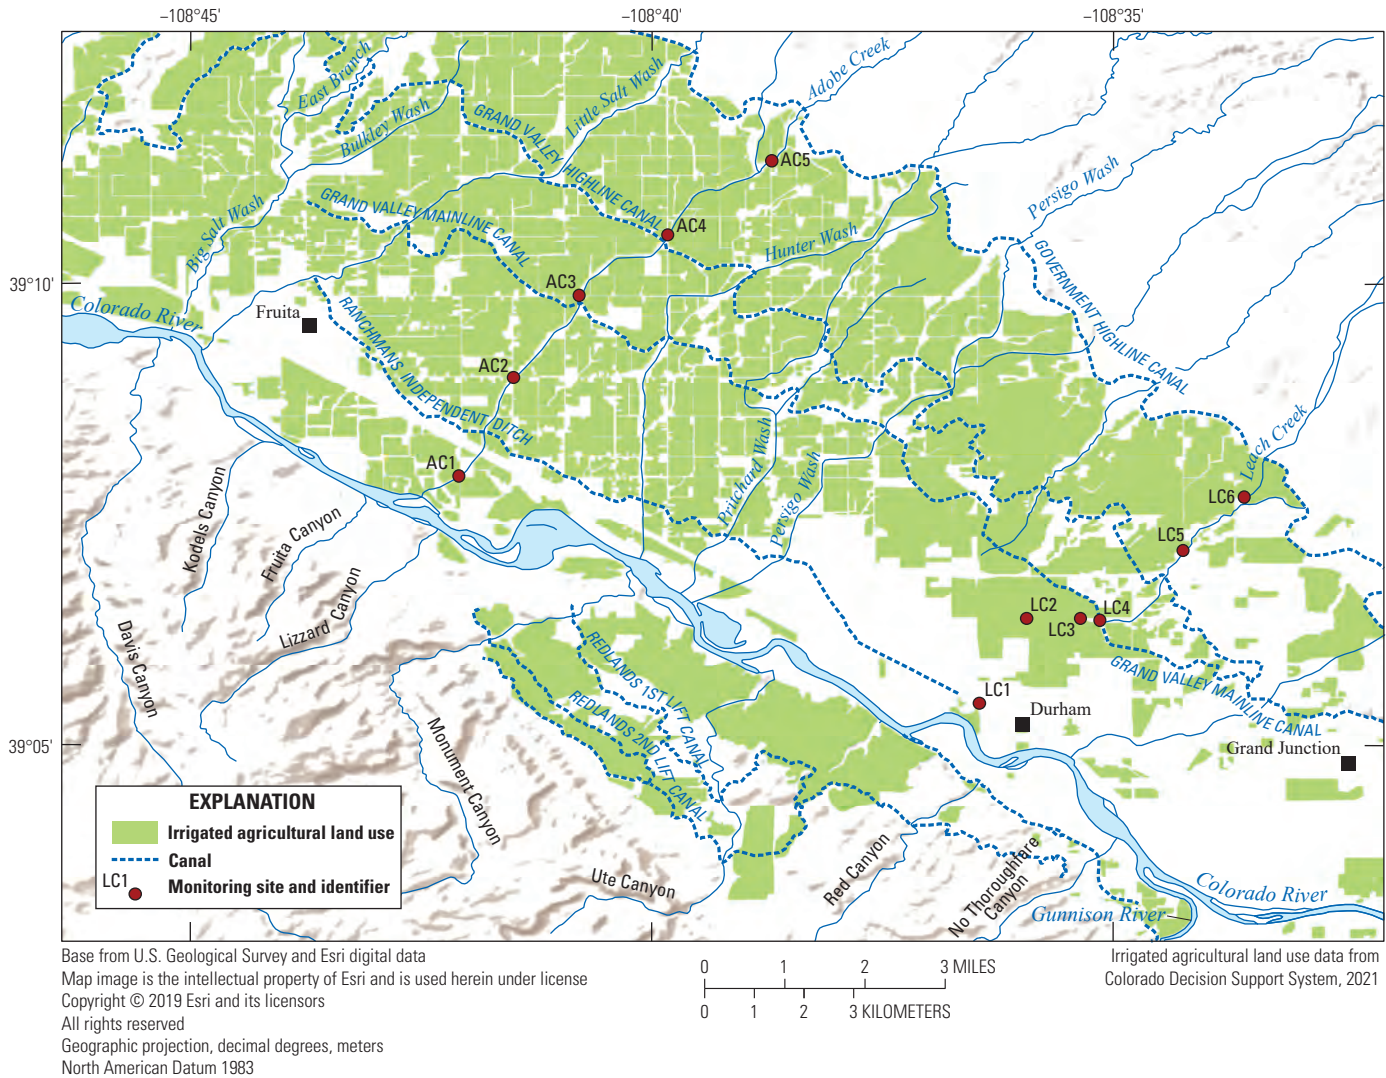 −108°45' −108°40' −108°35'
East Branch
Bulkley Wash
Little Salt Wash
Adobe Creek
GRAND VALLEY HIGHLINE CANAL
AC5
Persigo Wash
GRAND VALLEY MAINLINE CANAL
Big Salt Wash
AC4
Hunter Wash
GOVERNMENT HIGHLINE CANAL
39°10'
AC3
Colorado River
Fruita
RANCHMANS INDEPENDENT DITCH
AC2
AC1
Pritchard Wash
Persigo Wash
Leach Creek
LC6
LC5
Kodels Canyon
Fruita Canyon
Lizzard Canyon
Davis Canyon
LC2
LC3
LC4
REDLANDS 1ST LIFT CANAL
REDLANDS 2ND LIFT CANAL
GRAND VALLEY MAINLINE CANAL
LC1
Durham
Grand Junction
39°05'
Monument Canyon
Ute Canyon
Red Canyon
No Thoroughfare
Canyon
Gunnison River
Colorado River
EXPLANATION
Irrigated agricultural land use
Canal
LC1
Monitoring site and identifier
Base from U.S. Geological Survey and Esri digital data
Map image is the intellectual property of Esri and is used herein under license
Copyright © 2019 Esri and its licensors
All rights reserved
Geographic projection, decimal degrees, meters
North American Datum 1983
0 1 2 3 MILES
0 1 2 3 KILOMETERS
Irrigated agricultural land use data from
Colorado Decision Support System, 2021